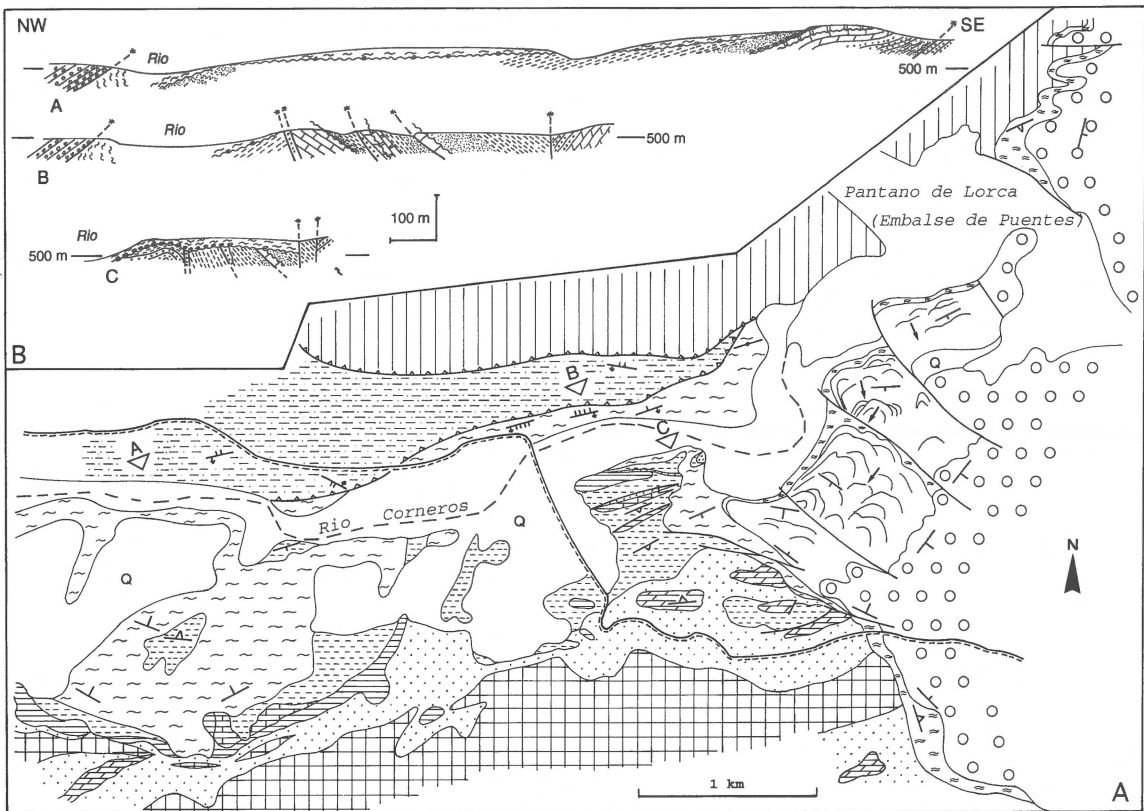 NW
SE
Rio
500 m
A
Rio
500 m
B
Rio
500 m
C
100 m
B
Pantano de Lorca
(Embalse de Puentes)
Q
B
A
C
Rio Corneros
Q
Q
N
1 km
A